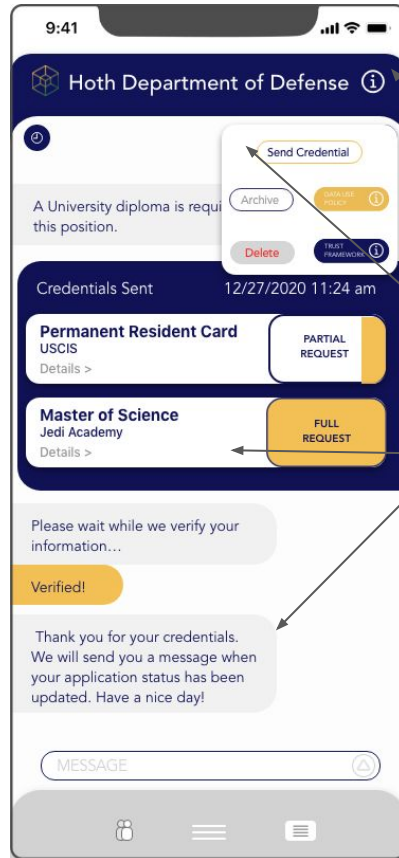 9:41
Hoth Department of Defense
Send Credential
A University diploma is requi
this position.
Archive
DATA USE
POLICY
Delete
TRUST
FRAMEWORK
Credentials Sent 12/27/2020 11:24 am
Permanent Resident Card
USCIS
Details >
PARTIAL
REQUEST
Master of Science
Jedi Academy
Details >
FULL
REQUEST
Please wait while we verify your
information...
Verified!
Thank you for your credentials.
We will send you a message when
your application status has been
updated. Have a nice day!
MESSAGE